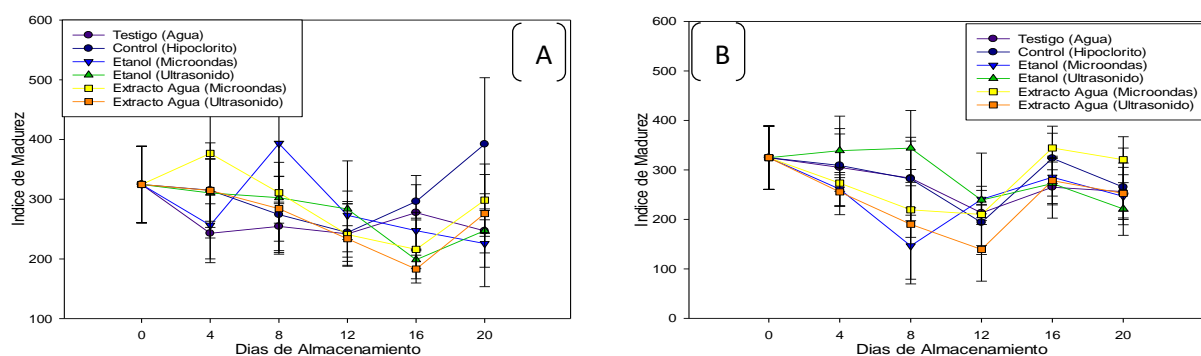 600
500
400
300
200
100
Indice de Madurez
Testigo (Agua)
Control (Hipoclorito)
Etanol (Microondas)
Etanol (Ultrasonido)
Extracto Agua (Microondas)
Extracto Agua (Ultrasonido)
A
0 4 8 12 16 20
Dias de Almacenamiento
600
500
400
300
200
100
0
Indice de Madurez
B
Testigo (Agua)
Control (Hipoclorito)
Etanol (Microondas)
Etanol (Ultrasonido)
Extracto Agua (Microondas)
Extracto Agua (Ultrasonido)
0 4 8 12 16 20
Dias de Almacenamiento